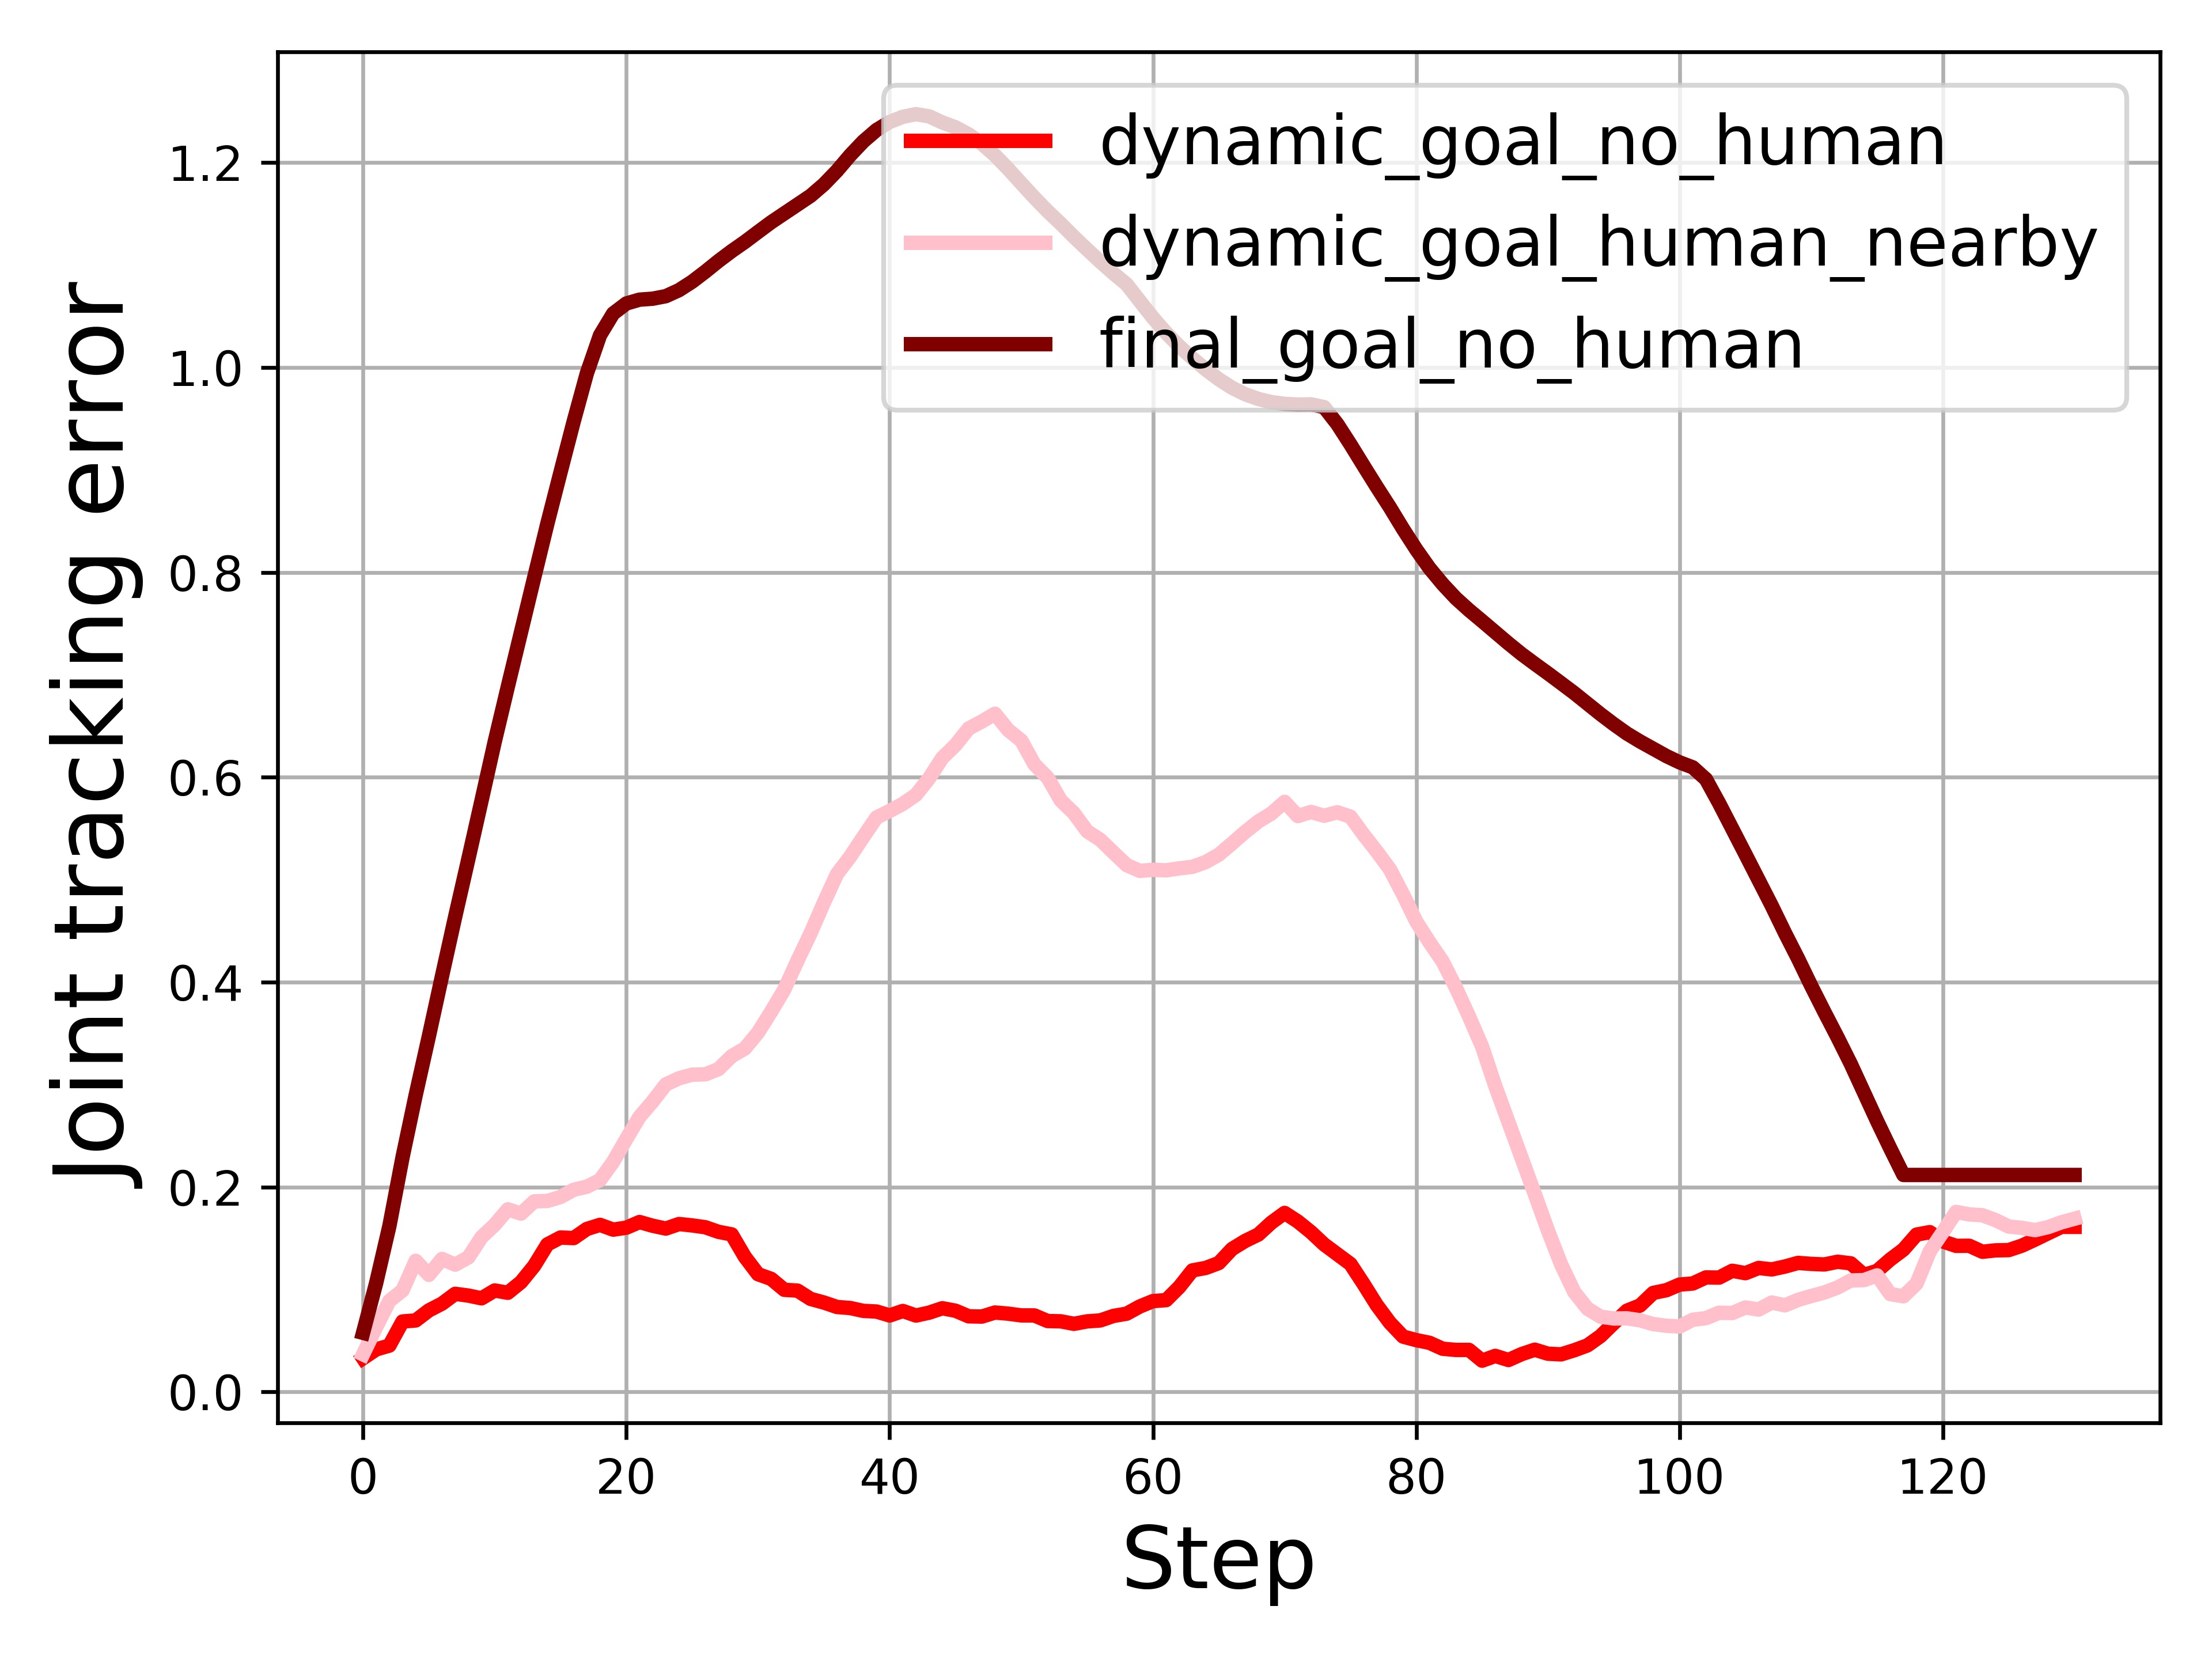 dynamic_goal_no_human
dynamic_goal_human_nearby
final_goal_no_human
Joint tracking error
1.2
1.0
0.8
0.6
0.4
0.2
0.0
0 20 40 60 80 100 120
Step